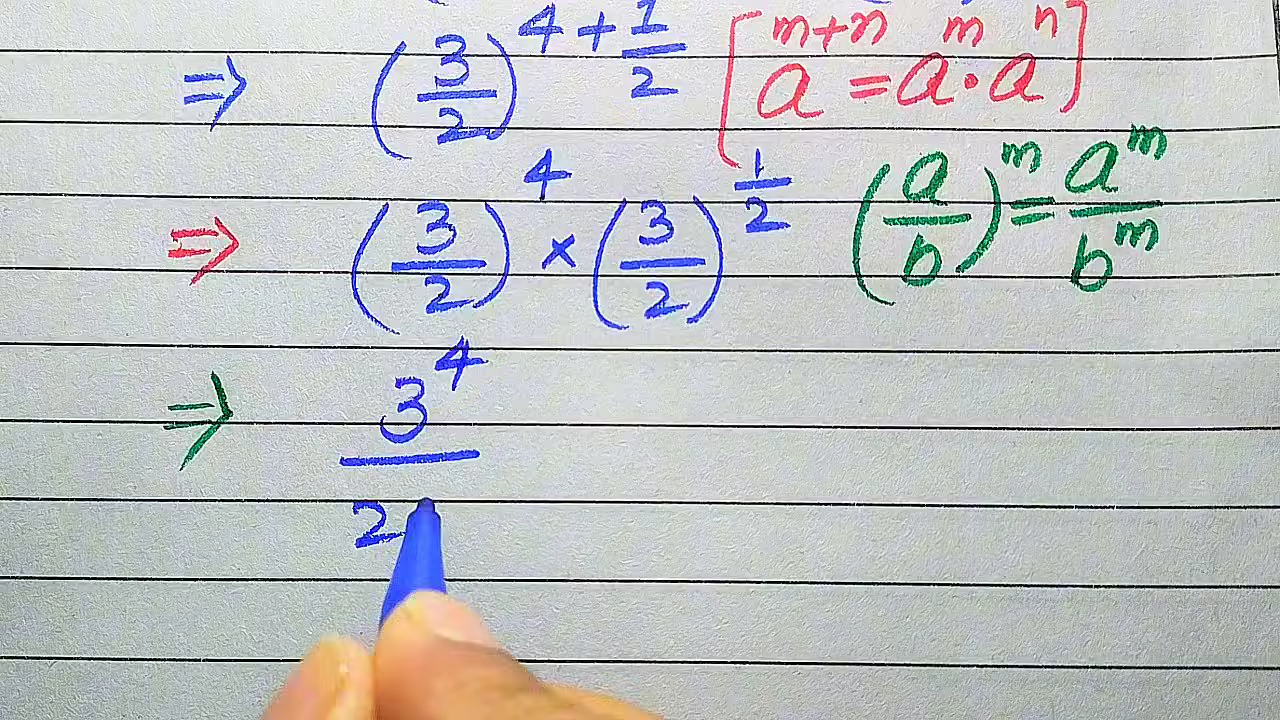 ⇒ (3/2)^(4+1/2) [a^(m+n) = a^m · a^n]
⇒ (3/2)^4 × (3/2)^(1/2) (a/b)^m = a^m/b^m
⇒ 3^4/2